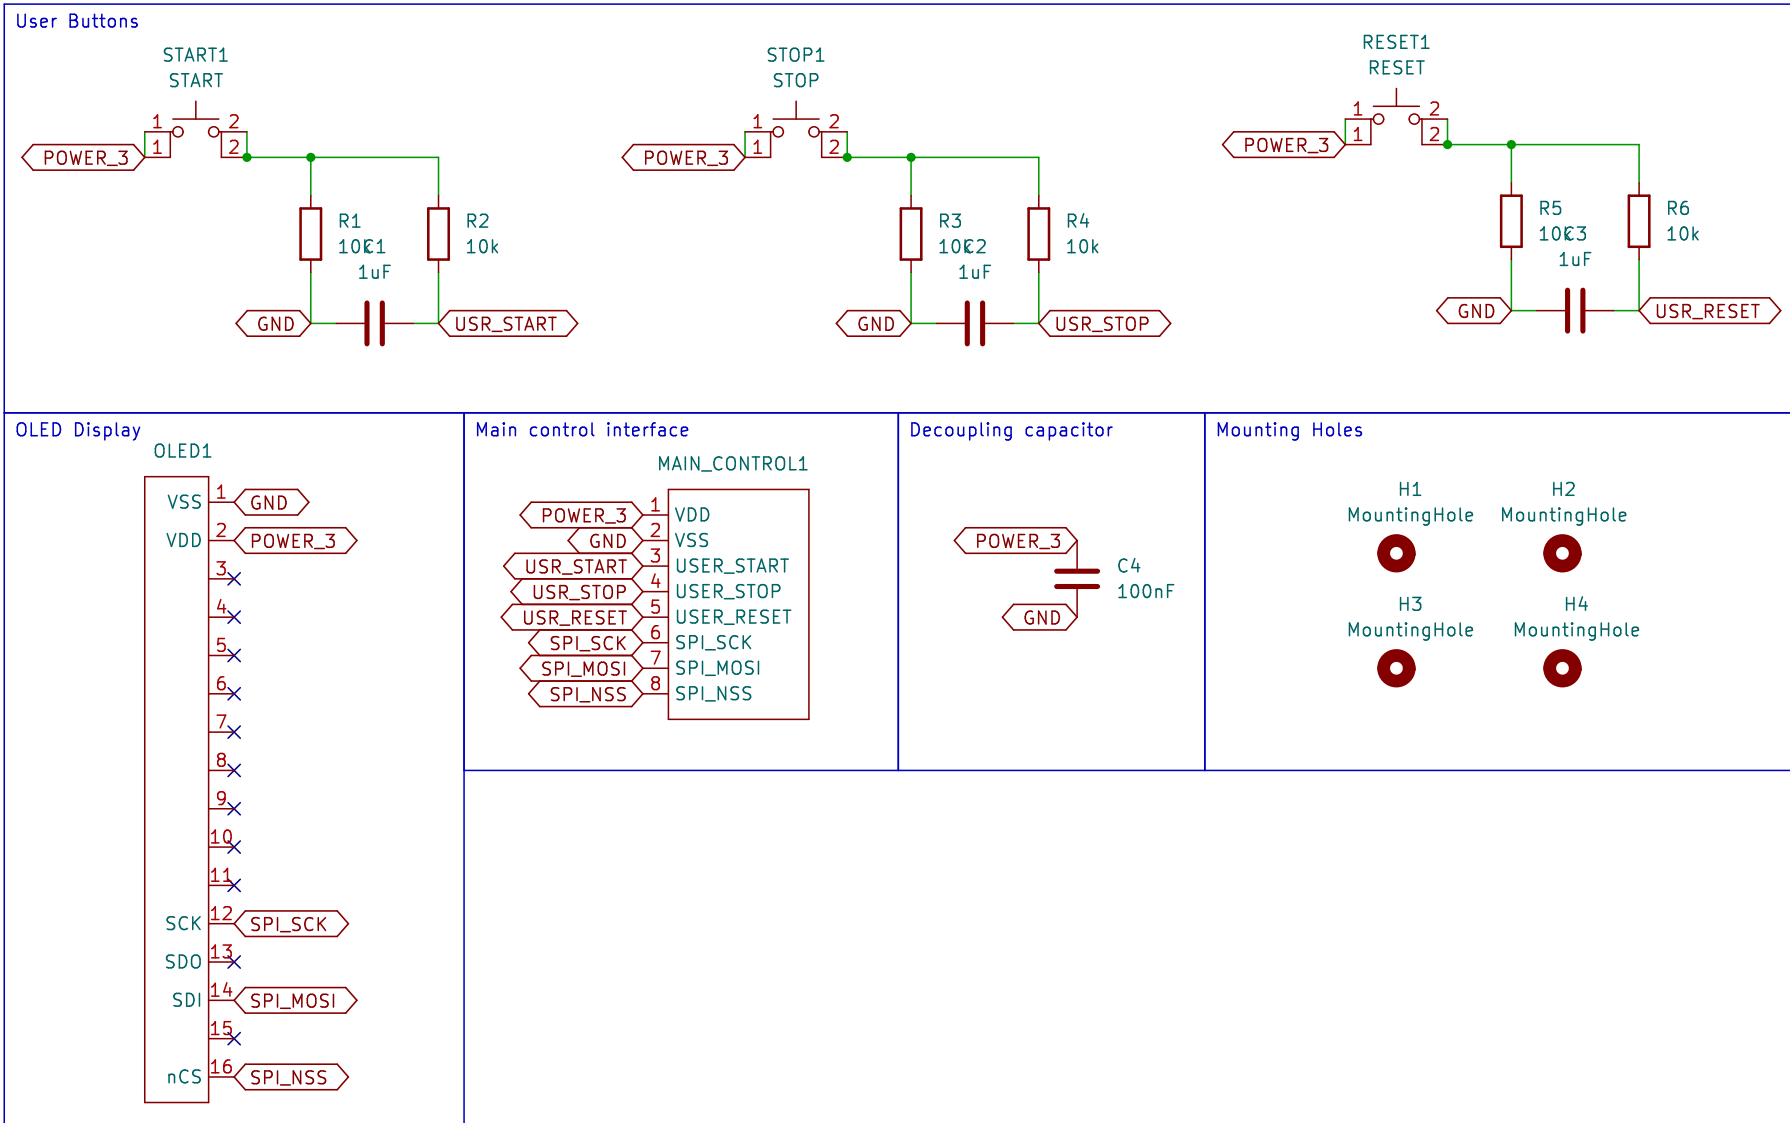 User Buttons
START1
START
1 2
1 2
POWER_3
R1
10k
R2
10k
C1
1uF
GND
USR_START
STOP1
STOP
1 2
1 2
POWER_3
R3
10k
R4
10k
C2
1uF
GND
USR_STOP
RESET1
RESET
1 2
1 2
POWER_3
R5
10k
R6
10k
C3
1uF
GND
USR_RESET
OLED Display
OLED1
VSS 1 GND
VDD 2 POWER_3
3
4
5
6
7
8
9
10
11
SCK 12 SPI_SCK
SDO 13
SDI 14 SPI_MOSI
15
nCS 16 SPI_NSS
Main control interface
MAIN_CONTROL1
POWER_3 1 VDD
GND 2 VSS
USR_START 3 USER_START
USR_STOP 4 USER_STOP
USR_RESET 5 USER_RESET
SPI_SCK 6 SPI_SCK
SPI_MOSI 7 SPI_MOSI
SPI_NSS 8 SPI_NSS
Decoupling capacitor
POWER_3
C4
100nF
GND
Mounting Holes
H1
MountingHole
H2
MountingHole
H3
MountingHole
H4
MountingHole